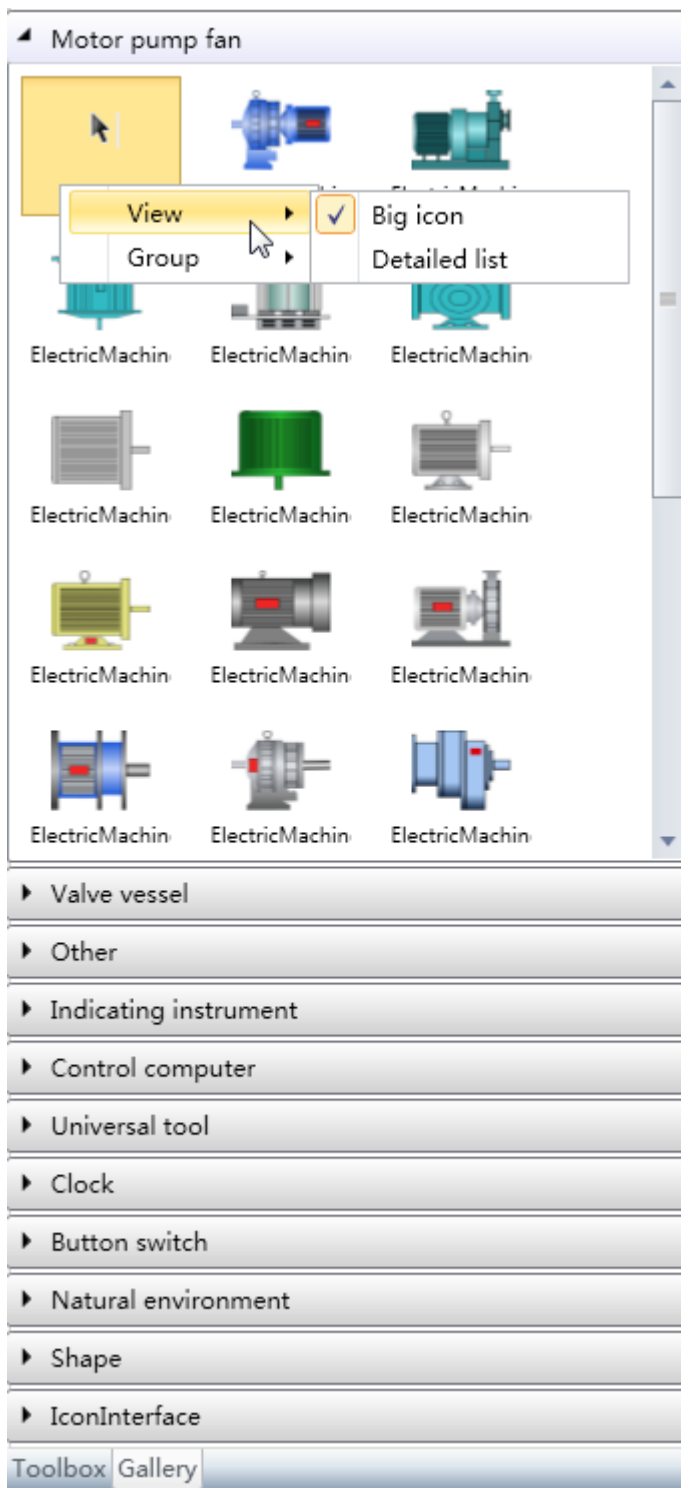 Motor pump fan
View
Big icon
Group
Detailed list
ElectricMachin ElectricMachin ElectricMachin
ElectricMachin ElectricMachin ElectricMachin
ElectricMachin ElectricMachin ElectricMachin
ElectricMachin ElectricMachin ElectricMachin
Valve vessel
Other
Indicating instrument
Control computer
Universal tool
Clock
Button switch
Natural environment
Shape
IconInterface
Toolbox Gallery